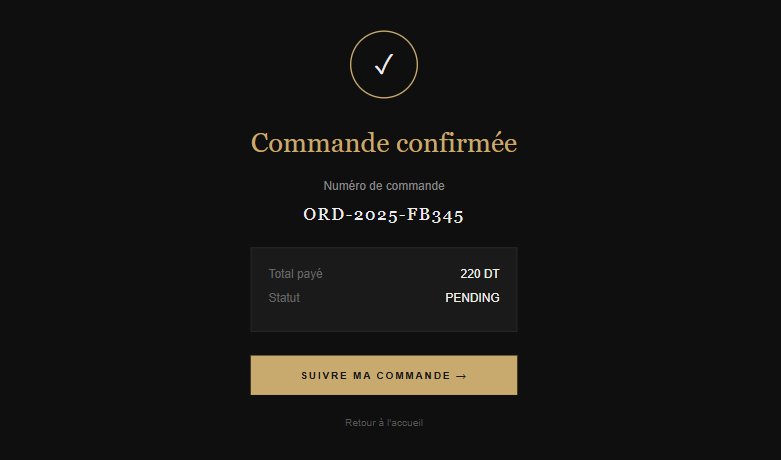 Commande confirmée
Numéro de commande
ORD-2025-FB345
Total payé 220 DT
Statut PENDING
SUIVRE MA COMMANDE →
Retour à l'accueil